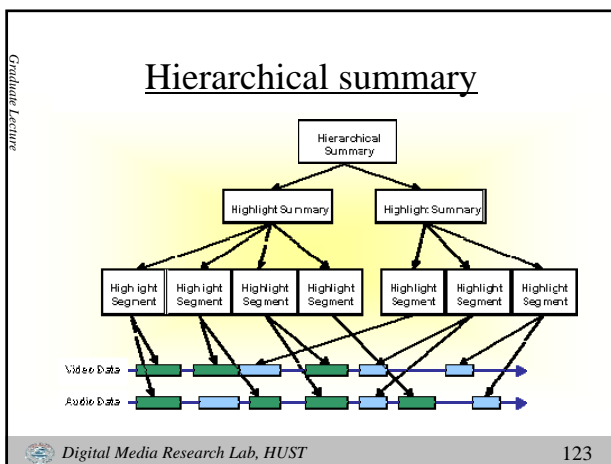 Graduate Lecture
Hierarchical summary
Hierarchical
Summary
Highlight Summary
Highlight Summary
Highlight
Segment
Highlight
Segment
Highlight
Segment
Highlight
Segment
Highlight
Segment
Highlight
Segment
Highlight
Segment
Video Data
Audio Data
Digital Media Research Lab, HUST
123